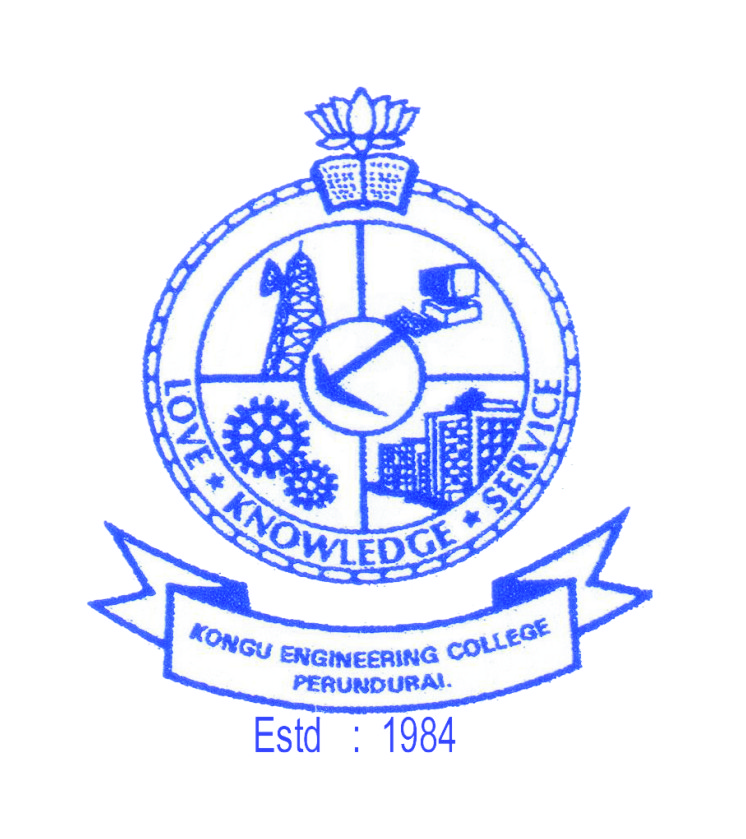 LOVE ★ KNOWLEDGE ★ SERVICE
KONGU ENGINEERING COLLEGE
PERUNDURAI.
Estd : 1984